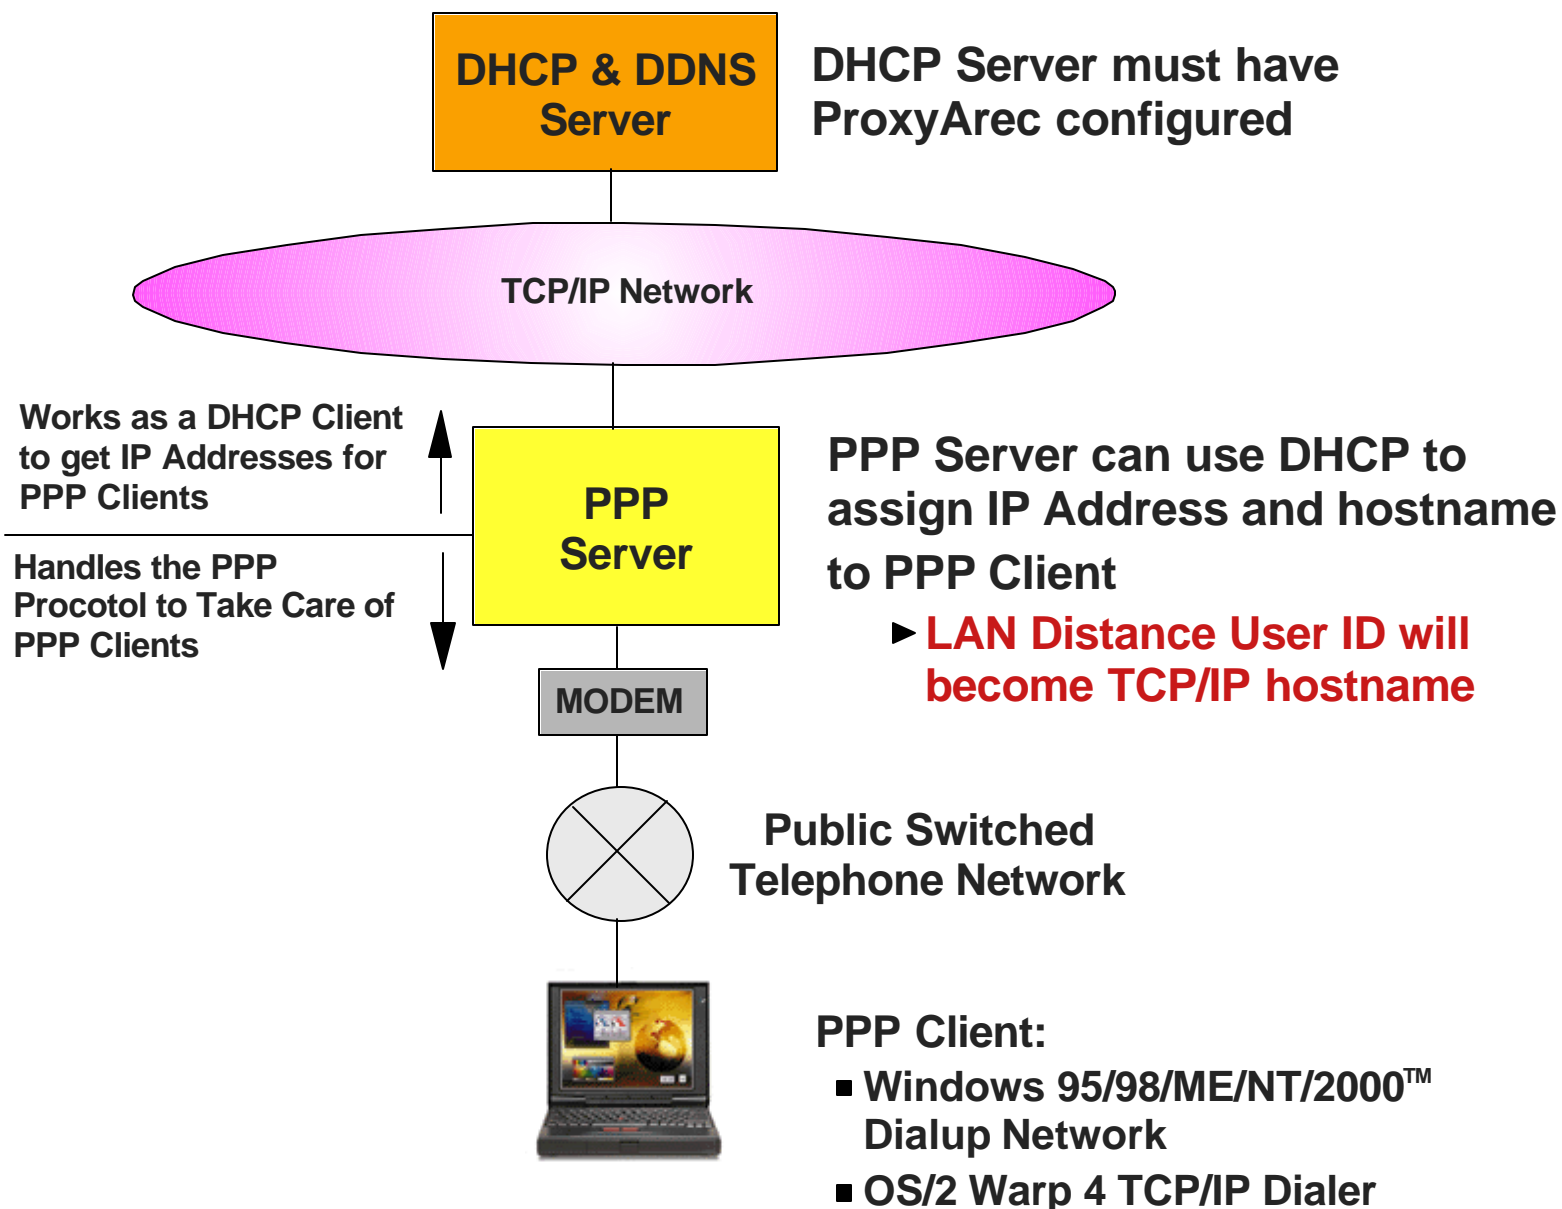 DHCP & DDNS
Server
DHCP Server must have
ProxyArec configured
TCP/IP Network
Works as a DHCP Client
to get IP Addresses for
PPP Clients
Handles the PPP
Procotol to Take Care of
PPP Clients
PPP
Server
PPP Server can use DHCP to
assign IP Address and hostname
to PPP Client
LAN Distance User ID will
become TCP/IP hostname
MODEM
Public Switched
Telephone Network
PPP Client:
Windows 95/98/ME/NT/2000™
Dialup Network
OS/2 Warp 4 TCP/IP Dialer